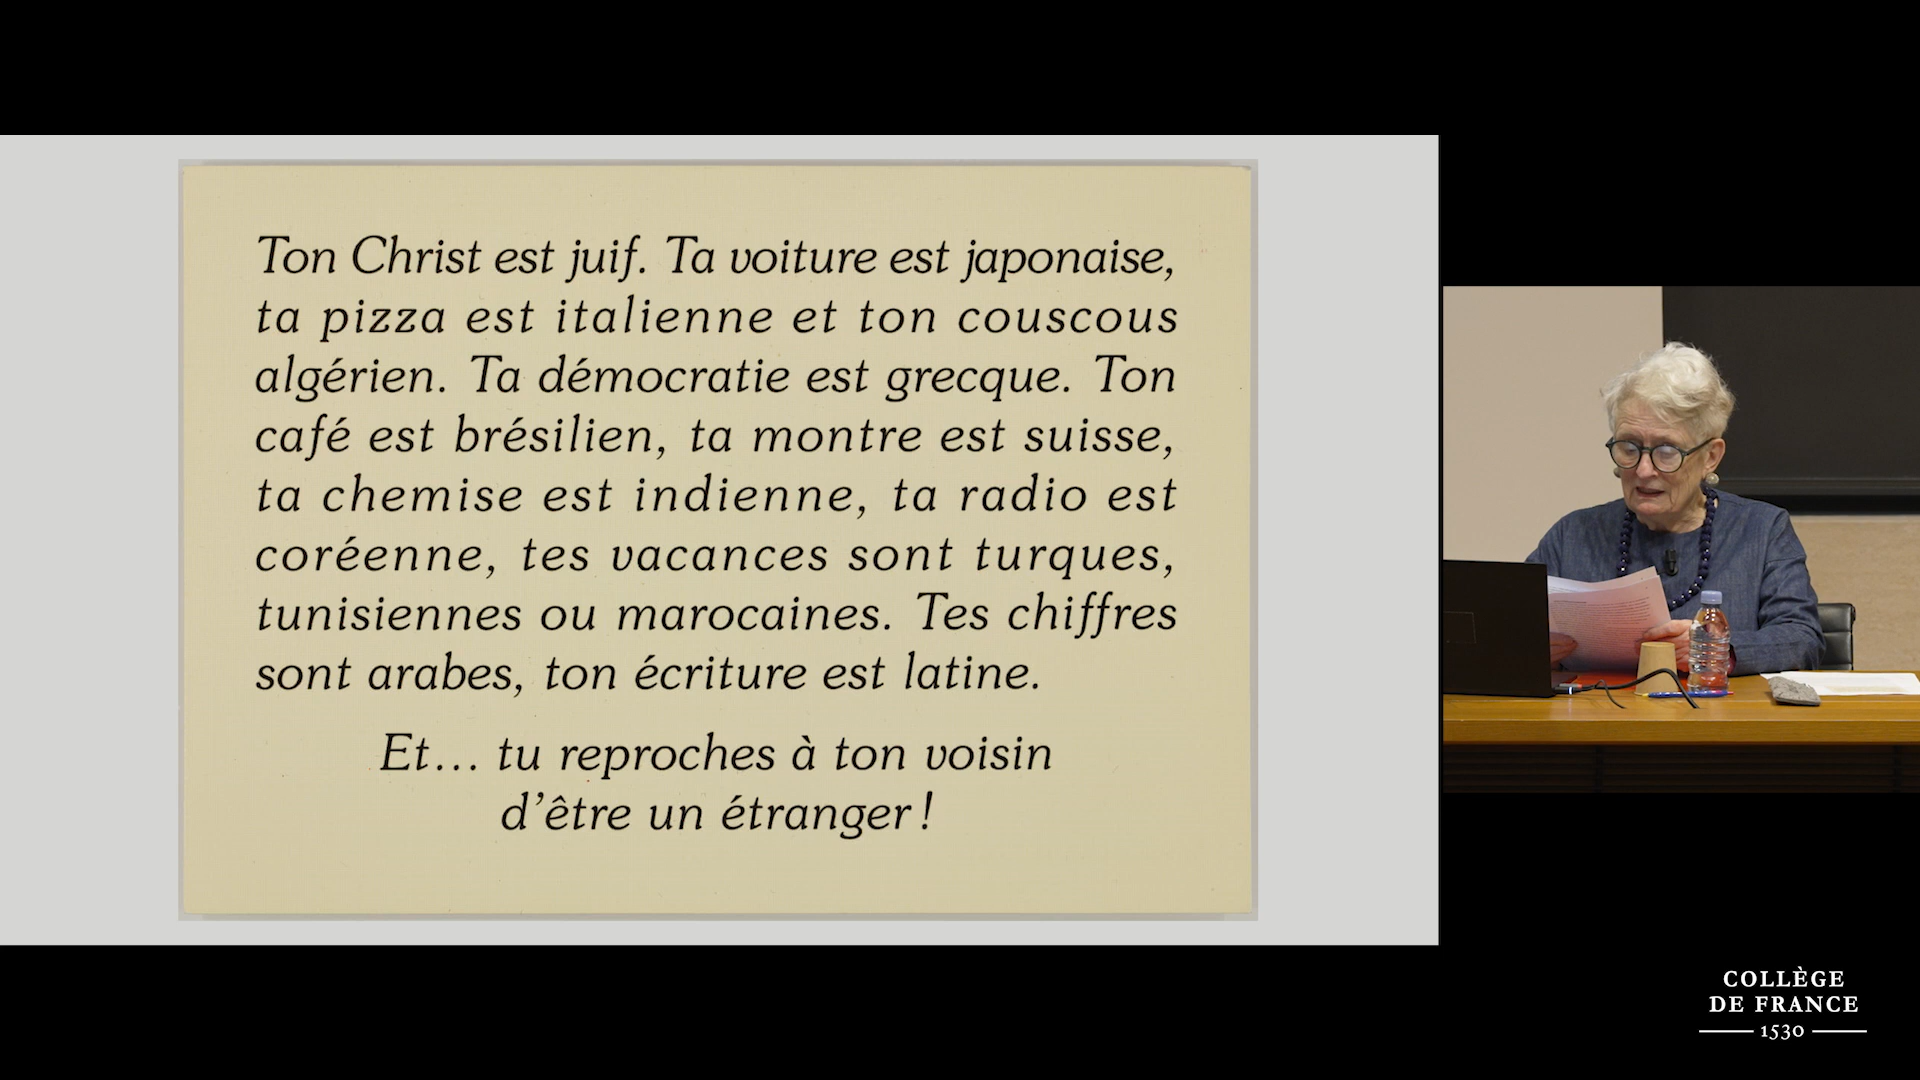 Ton Christ est juif. Ta voiture est japonaise,
ta pizza est italienne et ton couscous
algérien. Ta démocratie est grecque. Ton
café est brésilien, ta montre est suisse,
ta chemise est indienne, ta radio est
coréenne, tes vacances sont turques,
tunisiennes ou marocaines. Tes chiffres
sont arabes, ton écriture est latine.
Et... tu reproches à ton voisin
d'être un étranger !
COLLÈGE
DE FRANCE
1530